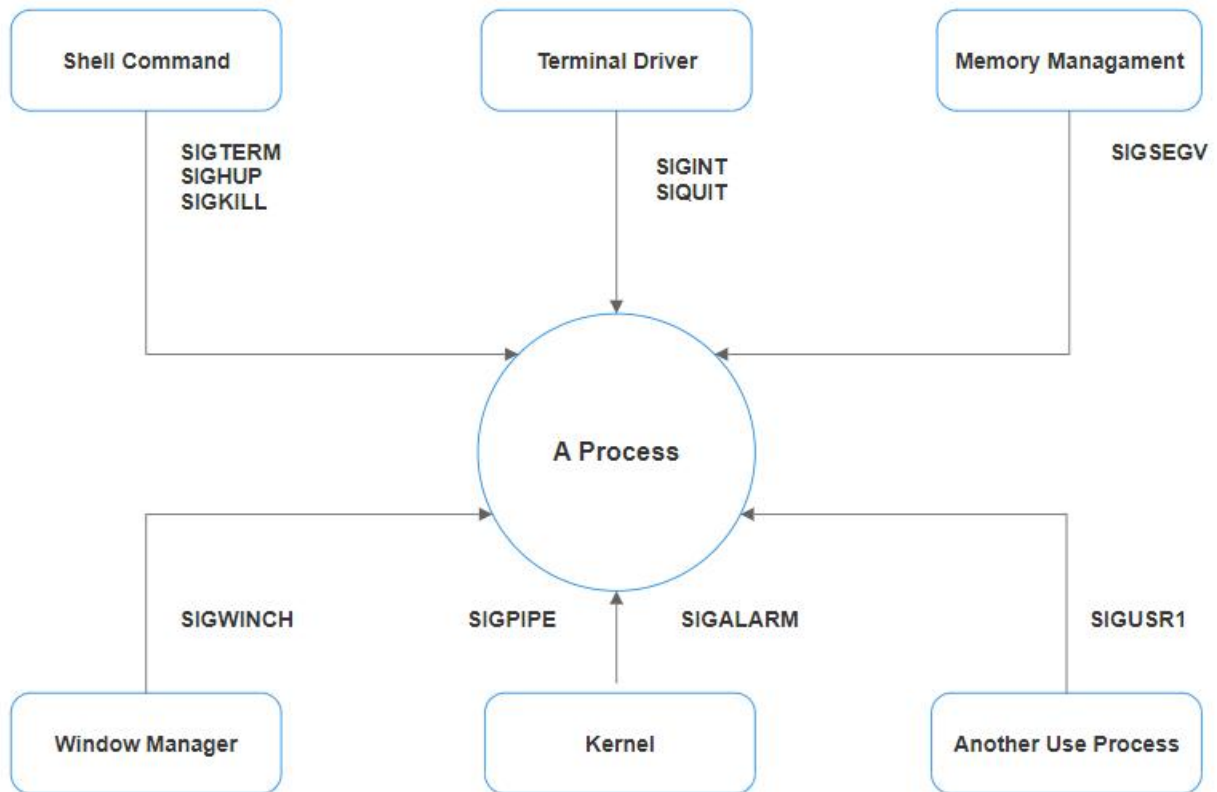 Shell Command
Terminal Driver
Memory Managament
SIGTERM
SIGHUP
SIGKILL
SIGINT
SIQUIT
SIGSEGV
A Process
SIGWINCH
SIGPIPE
SIGALARM
SIGUSR1
Window Manager
Kernel
Another Use Process